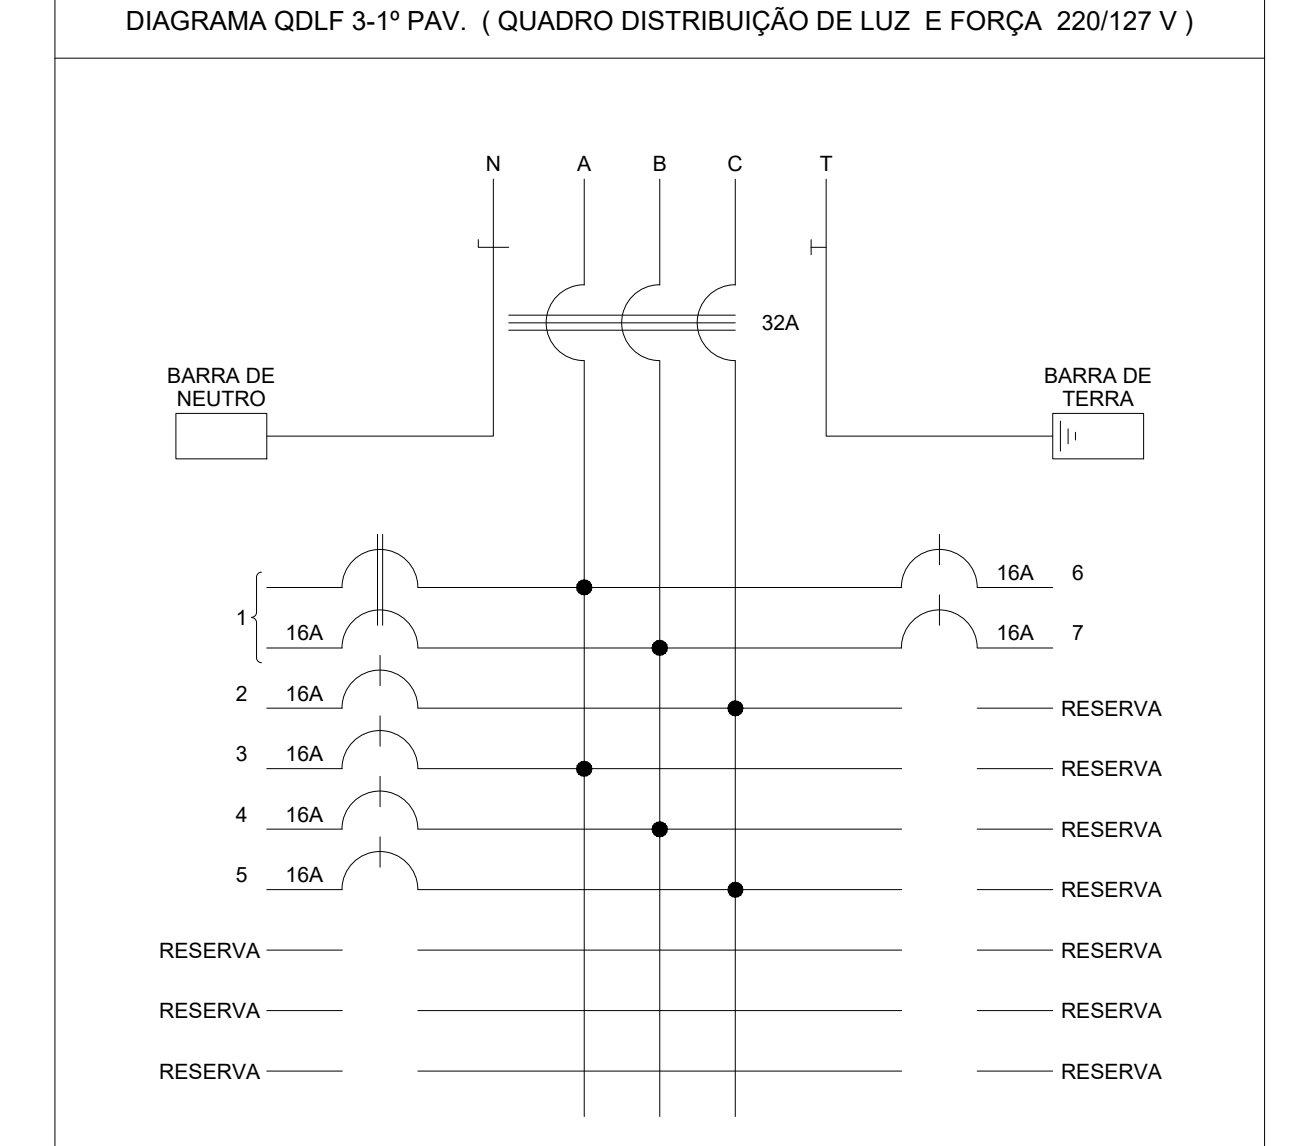 DIAGRAMA QDLF 3-1º PAV. ( QUADRO DISTRIBUIÇÃO DE LUZ E FORÇA 220/127 V )
N A B C T
32A
BARRA DE
NEUTRO
BARRA DE
TERRA
16A 6
1
16A 16A 7
2 16A RESERVA
3 16A RESERVA
4 16A RESERVA
5 16A RESERVA
RESERVA RESERVA
RESERVA RESERVA
RESERVA RESERVA